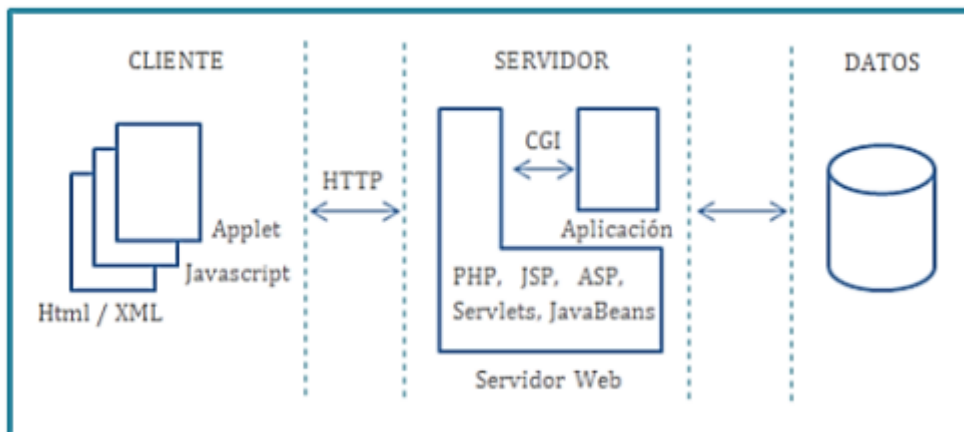 CLIENTE
SERVIDOR
DATOS
CGI
HTTP
Applet
Aplicación
Javascript
PHP, JSP, ASP,
Html / XML
Servlets, JavaBeans
Servidor Web